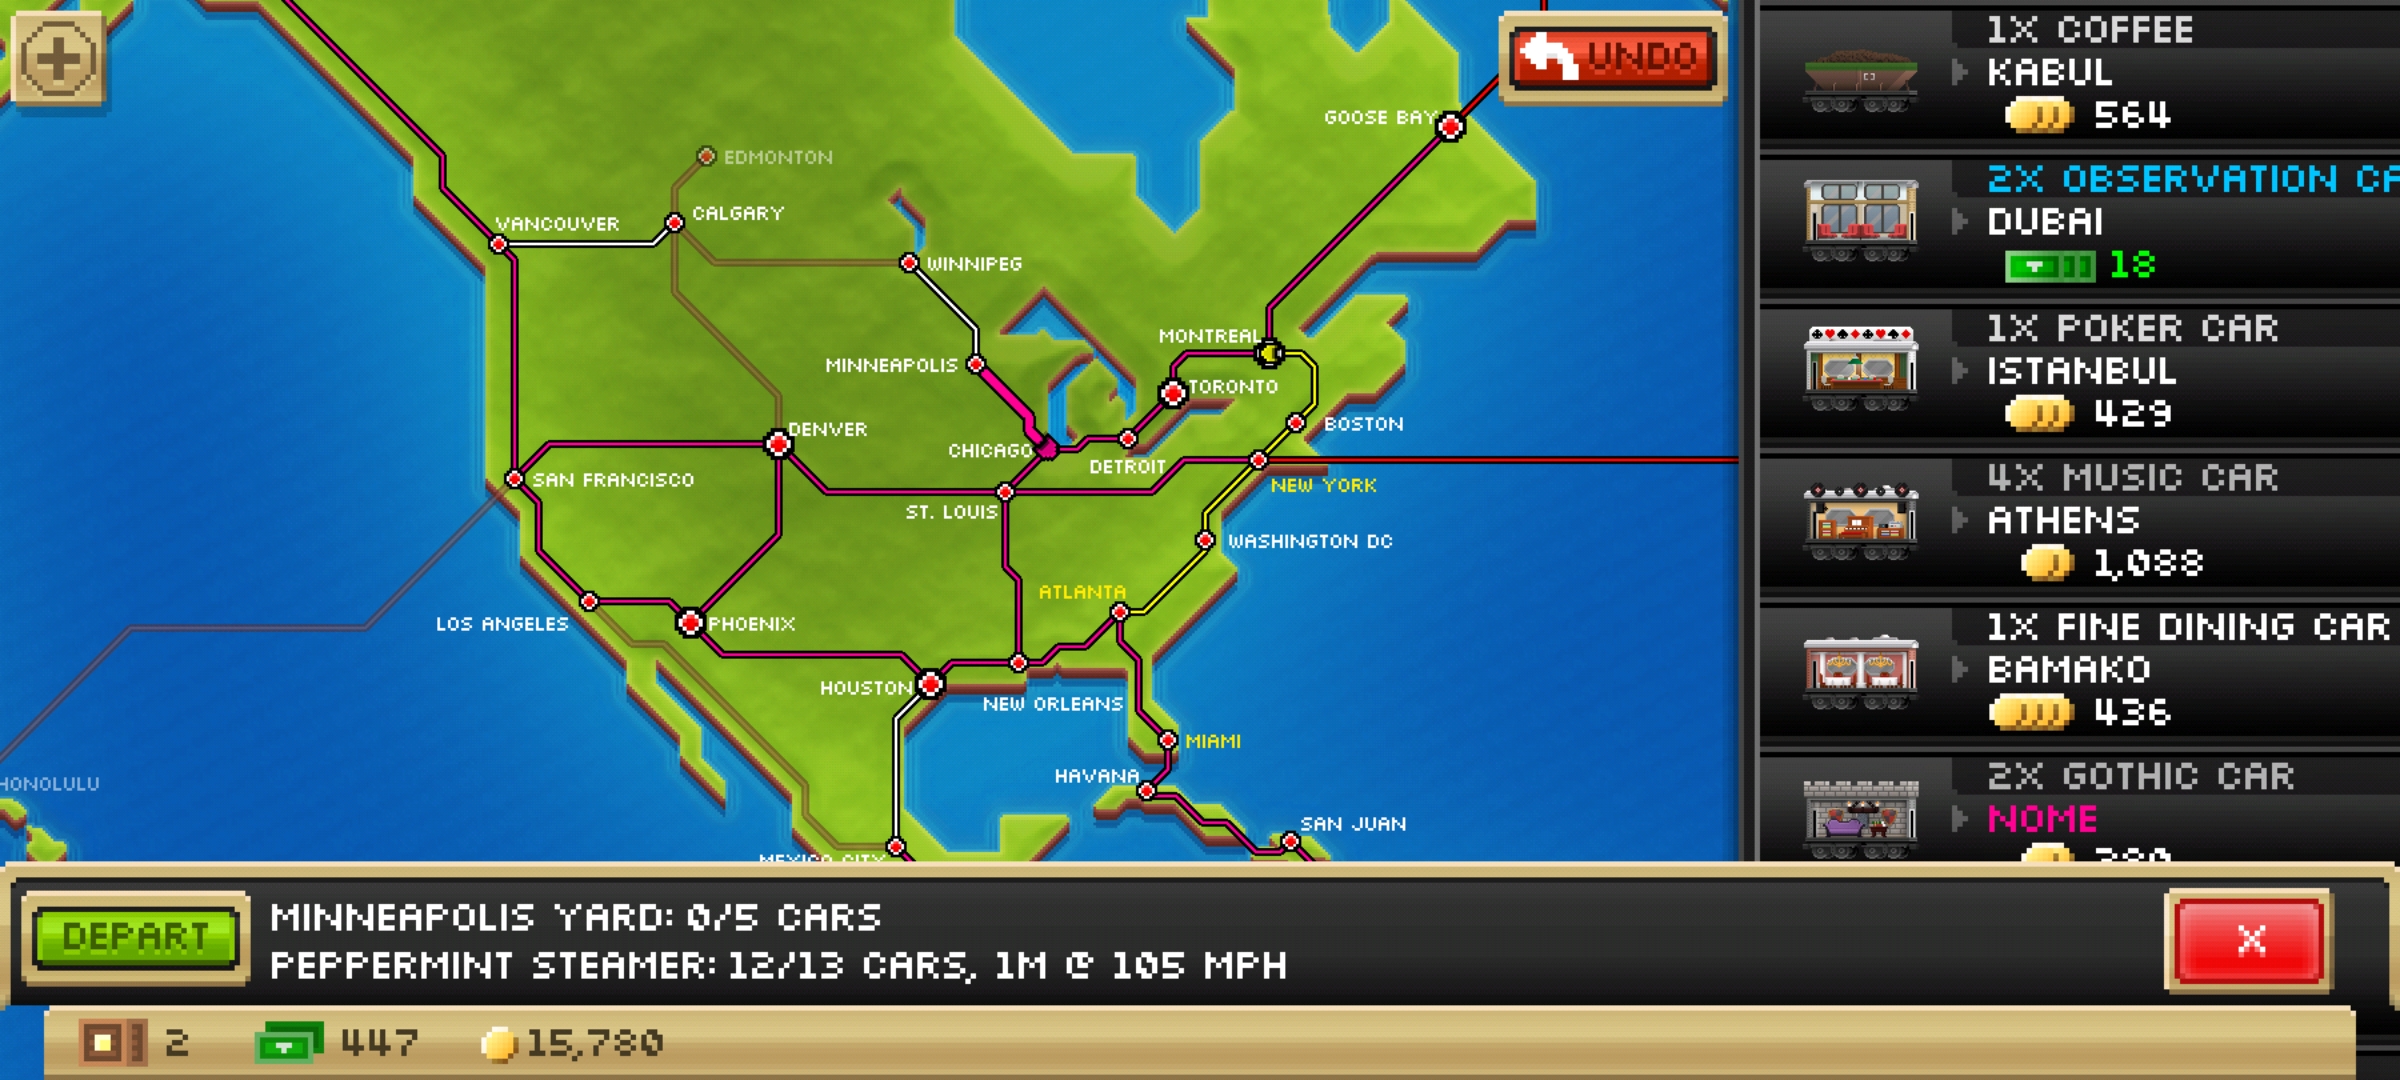 UNDO
GOOSE BAY
EDMONTON
CALGARY
VANCOUVER
WINNIPEG
MONTREAL
MINNEAPOLIS
TORONTO
BOSTON
DENVER
CHICAGO
DETROIT
NEW YORK
SAN FRANCISCO
ST. LOUIS
WASHINGTON DC
ATLANTA
LOS ANGELES
PHOENIX
HOUSTON
NEW ORLEANS
MIAMI
HAVANA
HONOLULU
SAN JUAN
MEXICO CITY
1X COFFEE
KABUL
564
2X OBSERVATION CA
DUBAI
18
1X POKER CAR
ISTANBUL
429
4X MUSIC CAR
ATHENS
1,088
1X FINE DINING CAR
BAMAKO
436
2X GOTHIC CAR
NOME
DEPART
MINNEAPOLIS YARD: 0/5 CARS
PEPPERMINT STEAMER: 12/13 CARS, 1M @ 105 MPH
X
2
447
15,780